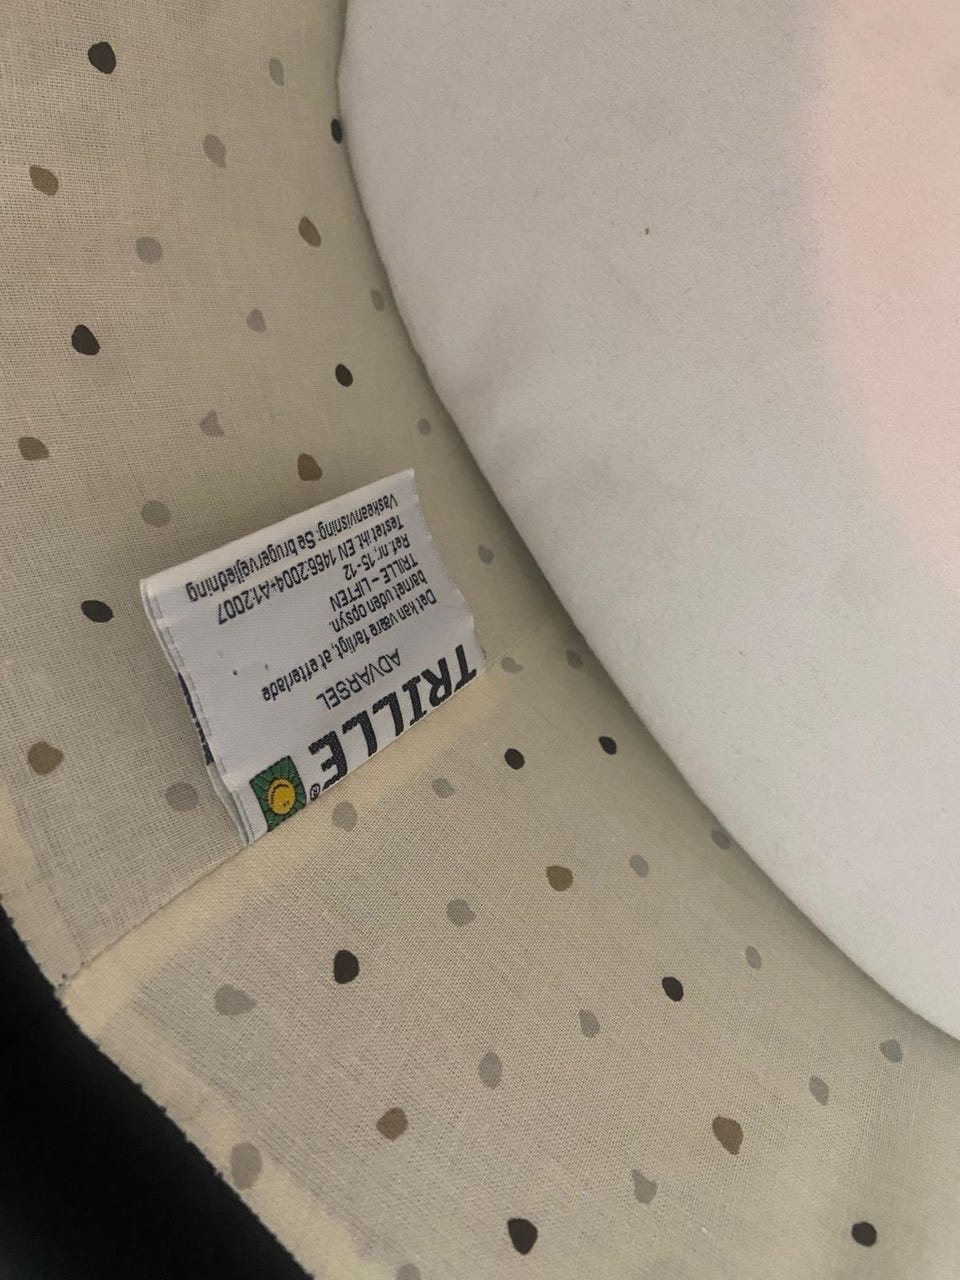 TRILLE®
ADVARSEL
Det kan være farligt, at efterlade
barnet uden opsyn.
TRILLE - LIFTEN
Ref. nr. 15-12
Testet iht. EN 1466:2004+A1:2007
Vaskeanvisning: Se brugervejledning